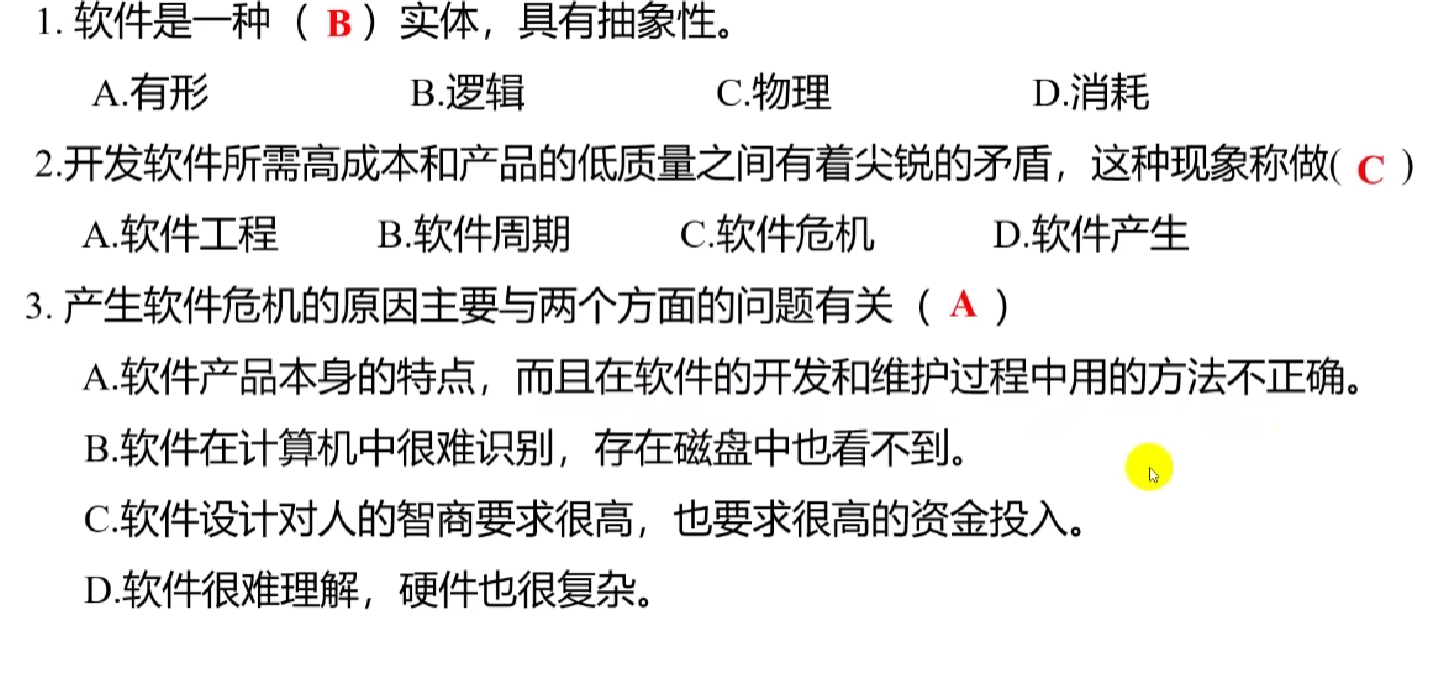 1. 软件是一种（ B ）实体，具有抽象性。
A.有形 B.逻辑 C.物理 D.消耗
2.开发软件所需高成本和产品的低质量之间有着尖锐的矛盾，这种现象称做( C ）
A.软件工程 B.软件周期 C.软件危机 D.软件产生
3. 产生软件危机的原因主要与两个方面的问题有关（ A ）
A.软件产品本身的特点，而且在软件的开发和维护过程中用的方法不正确。
B.软件在计算机中很难识别，存在磁盘中也看不到。
C.软件设计对人的智商要求很高，也要求很高的资金投入。
D.软件很难理解，硬件也很复杂。